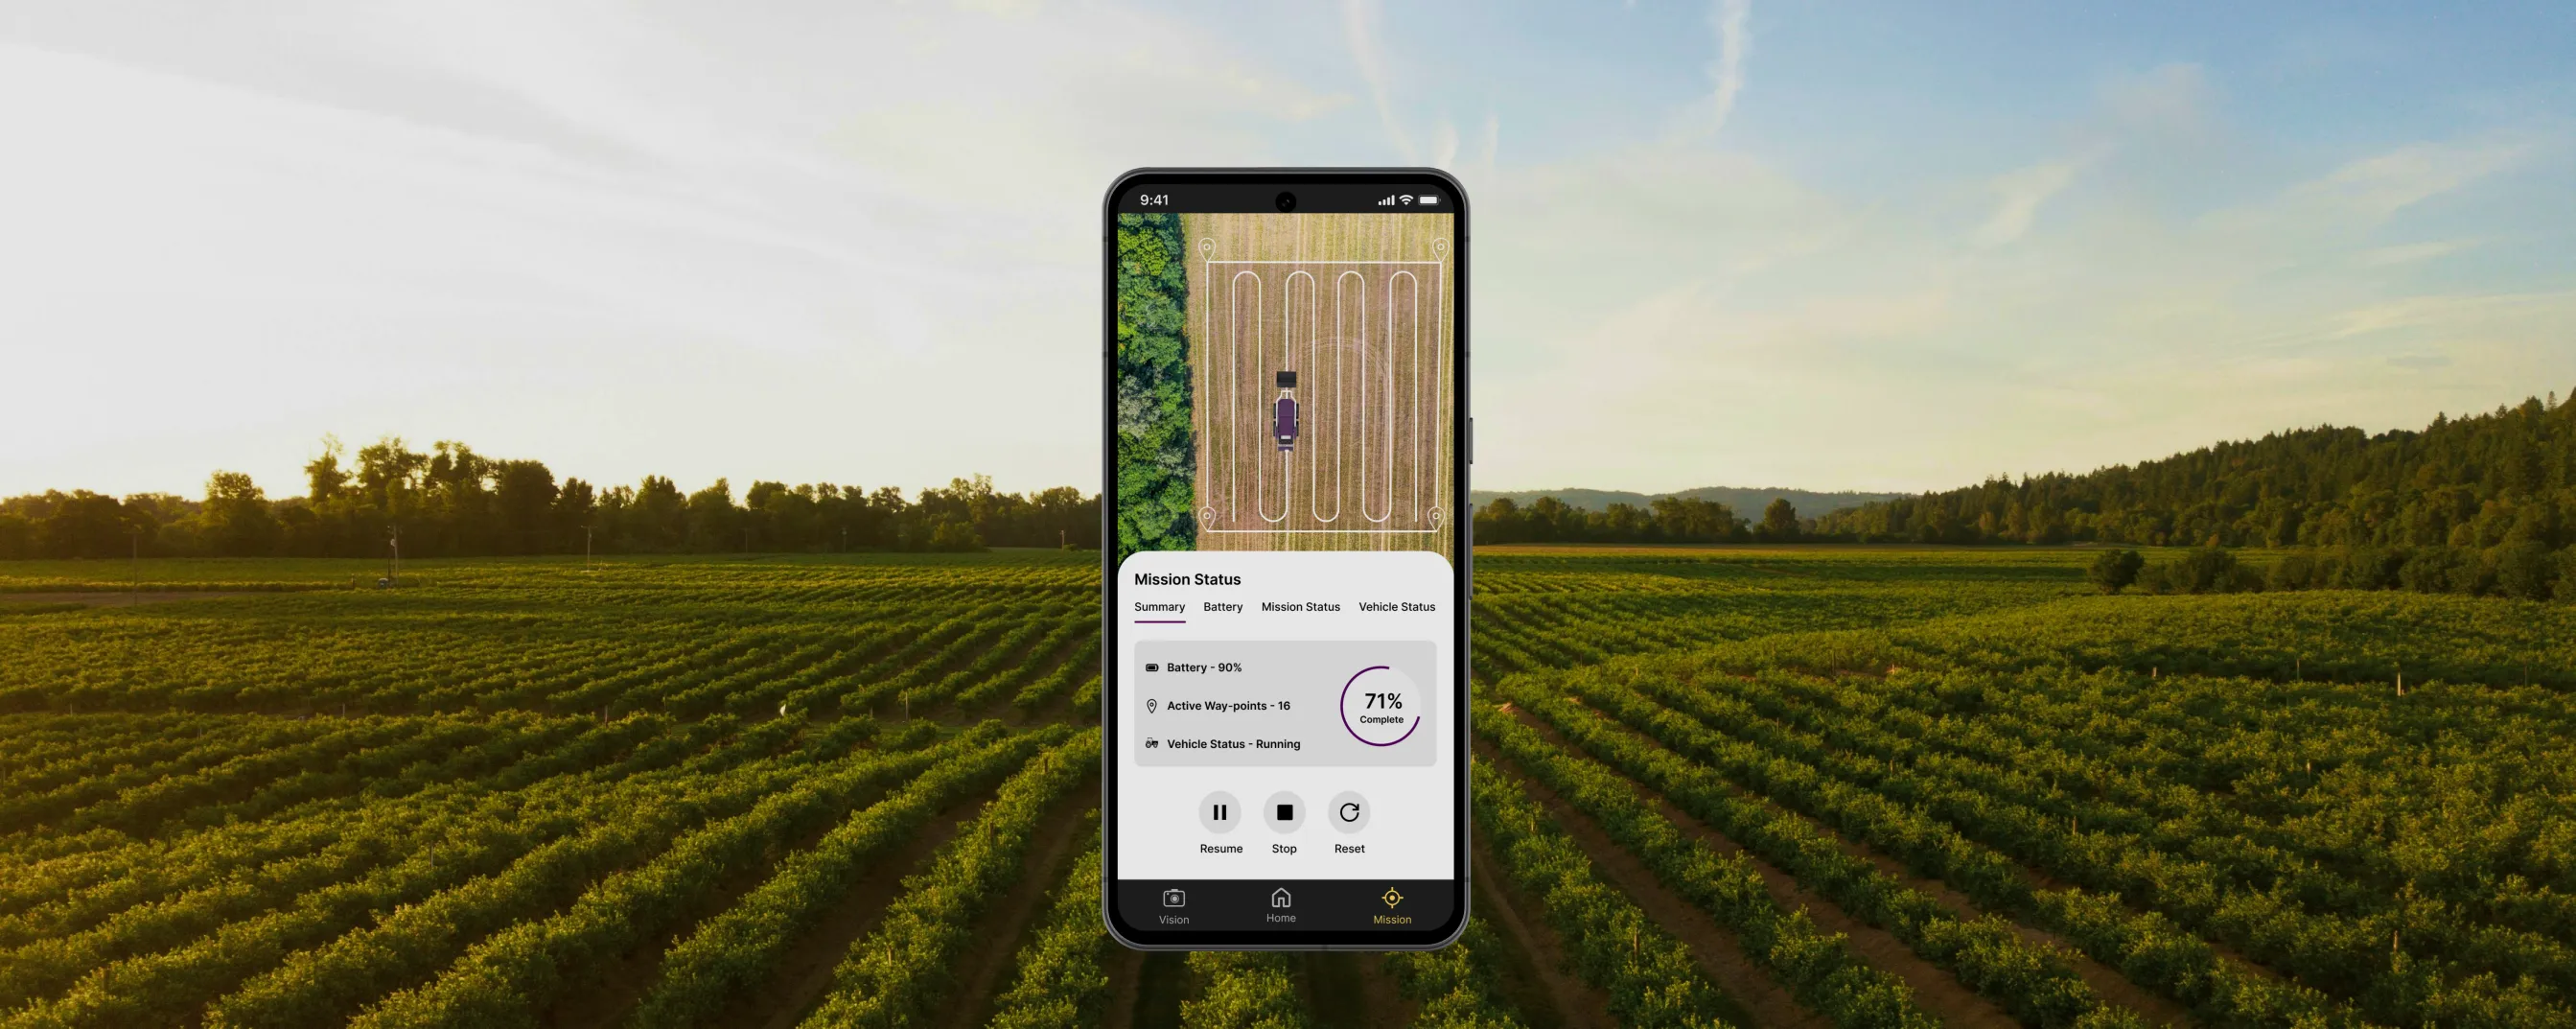 9:41
Mission Status
Summary Battery Mission Status Vehicle Status
Battery - 90%
Active Way-points - 16
Vehicle Status - Running
71%
Complete
Resume Stop Reset
Vision Home Mission